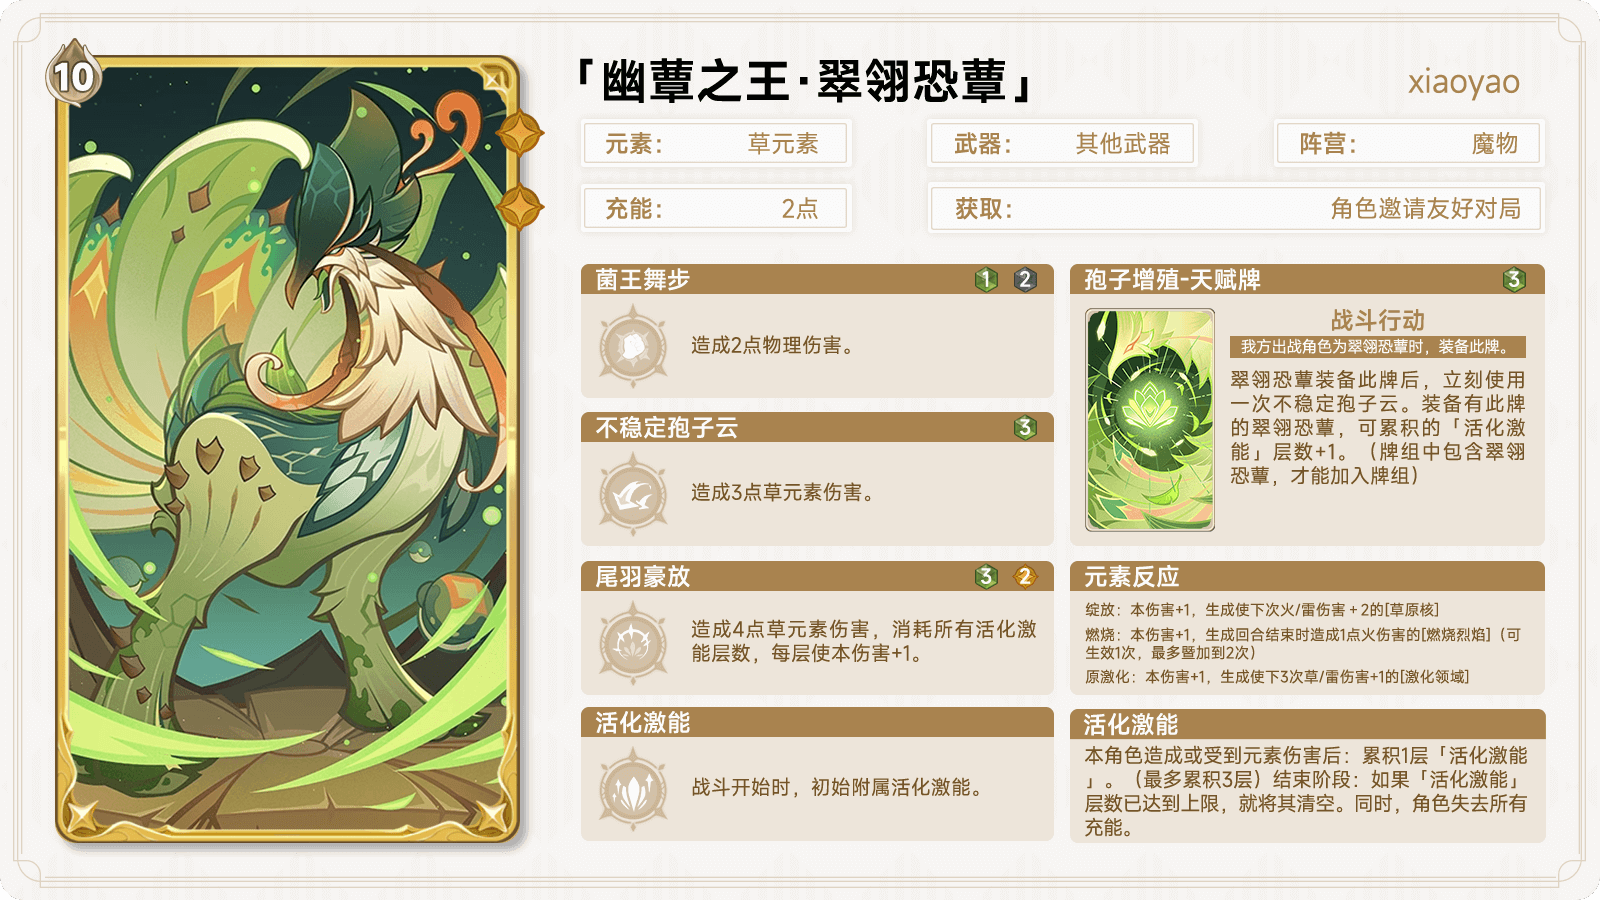 10
「幽蕈之王·翠翎恐蕈」
xiaoyao
元素： 草元素
武器： 其他武器
阵营： 魔物
充能： 2点
获取： 角色邀请友好对局
菌王舞步 1 2
造成2点物理伤害。
不稳定孢子云 3
造成3点草元素伤害。
尾羽豪放 3 2
造成4点草元素伤害，消耗所有活化激
能层数，每层使本伤害+1。
活化激能
战斗开始时，初始附属活化激能。
孢子增殖-天赋牌 3
战斗行动
我方出战角色为翠翎恐蕈时，装备此牌。
翠翎恐蕈装备此牌后，立刻使用
一次不稳定孢子云。装备有此牌
的翠翎恐蕈，可累积的「活化激
能」层数+1。（牌组中包含翠翎
恐蕈，才能加入牌组）
元素反应
绽放：本伤害+1，生成使下次火/雷伤害＋2的[草原核]
燃烧：本伤害+1，生成回合结束时造成1点火伤害的[燃烧烈焰]（可
生效1次，最多暨加到2次）
原激化：本伤害+1，生成使下3次草/雷伤害+1的[激化领域]
活化激能
本角色造成或受到元素伤害后：累积1层「活化激能
」。（最多累积3层）结束阶段：如果「活化激能」
层数已达到上限，就将其清空。同时，角色失去所有
充能。